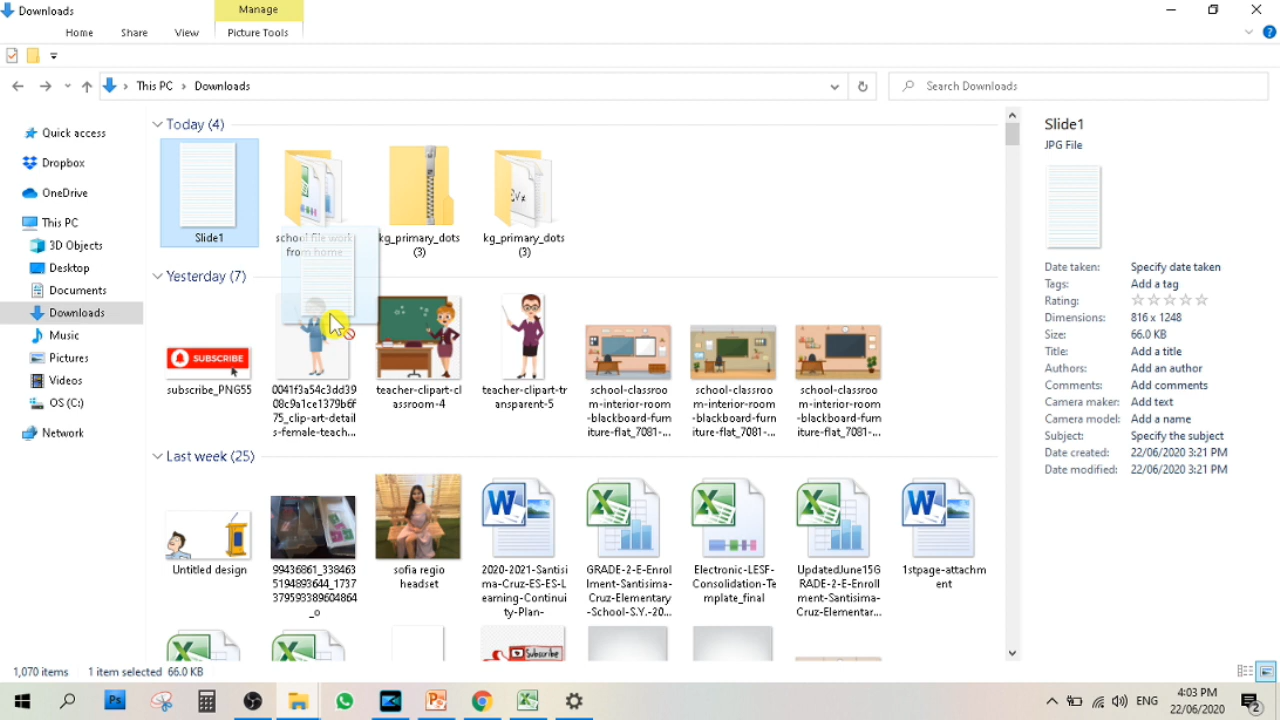 Downloads
Manage
Home
Share
View
Picture Tools
This PC
Downloads
Search Downloads
Quick access
Dropbox
OneDrive
This PC
3D Objects
Desktop
Documents
Downloads
Music
Pictures
Videos
OS (C:)
Network
Today (4)
Slide1
school file work
from home
kg_primary_dots
(3)
kg_primary_dots
(3)
Yesterday (7)
SUBSCRIBE
subscribe_PNG55
0041f3a54c3dd39
08c9a1ce1379b6f
75_clip-art-detail
s-female-teach...
teacher-clipart-cl
assroom-4
teacher-clipart-tr
ansparent-5
school-classroo
m-interior-room
-blackboard-fur
niture-flat_7081-...
school-classroo
m-interior-room
-blackboard-fur
niture-flat_7081-...
school-classroo
m-interior-room
-blackboard-fur
niture-flat_7081-...
Last week (25)
Untitled design
99436861_338463
5194893644_1737
379593389604864
_o
sofia regio
headset
2020-2021-Santisi
ma-Cruz-ES-ES-L
earning-Continui
ty-Plan-
GRADE-2-E-Enrol
lment-Santisima-
Cruz-Elementary
-School-S.Y.-20...
Electronic-LESF-
Consolidation-Te
mplate_final
UpdatedJune15G
RADE-2-E-Enroll
ment-Santisima-
Cruz-Elementar...
1stpage-attachm
ent
Subscribe
Slide1
JPG File
Date taken: Specify date taken
Tags: Add a tag
Rating:
Dimensions: 816 x 1248
Size: 66.0 KB
Title: Add a title
Authors: Add an author
Comments: Add comments
Camera maker: Add text
Camera model: Add a name
Subject: Specify the subject
Date created: 22/06/2020 3:21 PM
Date modified: 22/06/2020 3:21 PM
1,070 items 1 item selected 66.0 KB
ENG
4:03 PM
22/06/2020
2